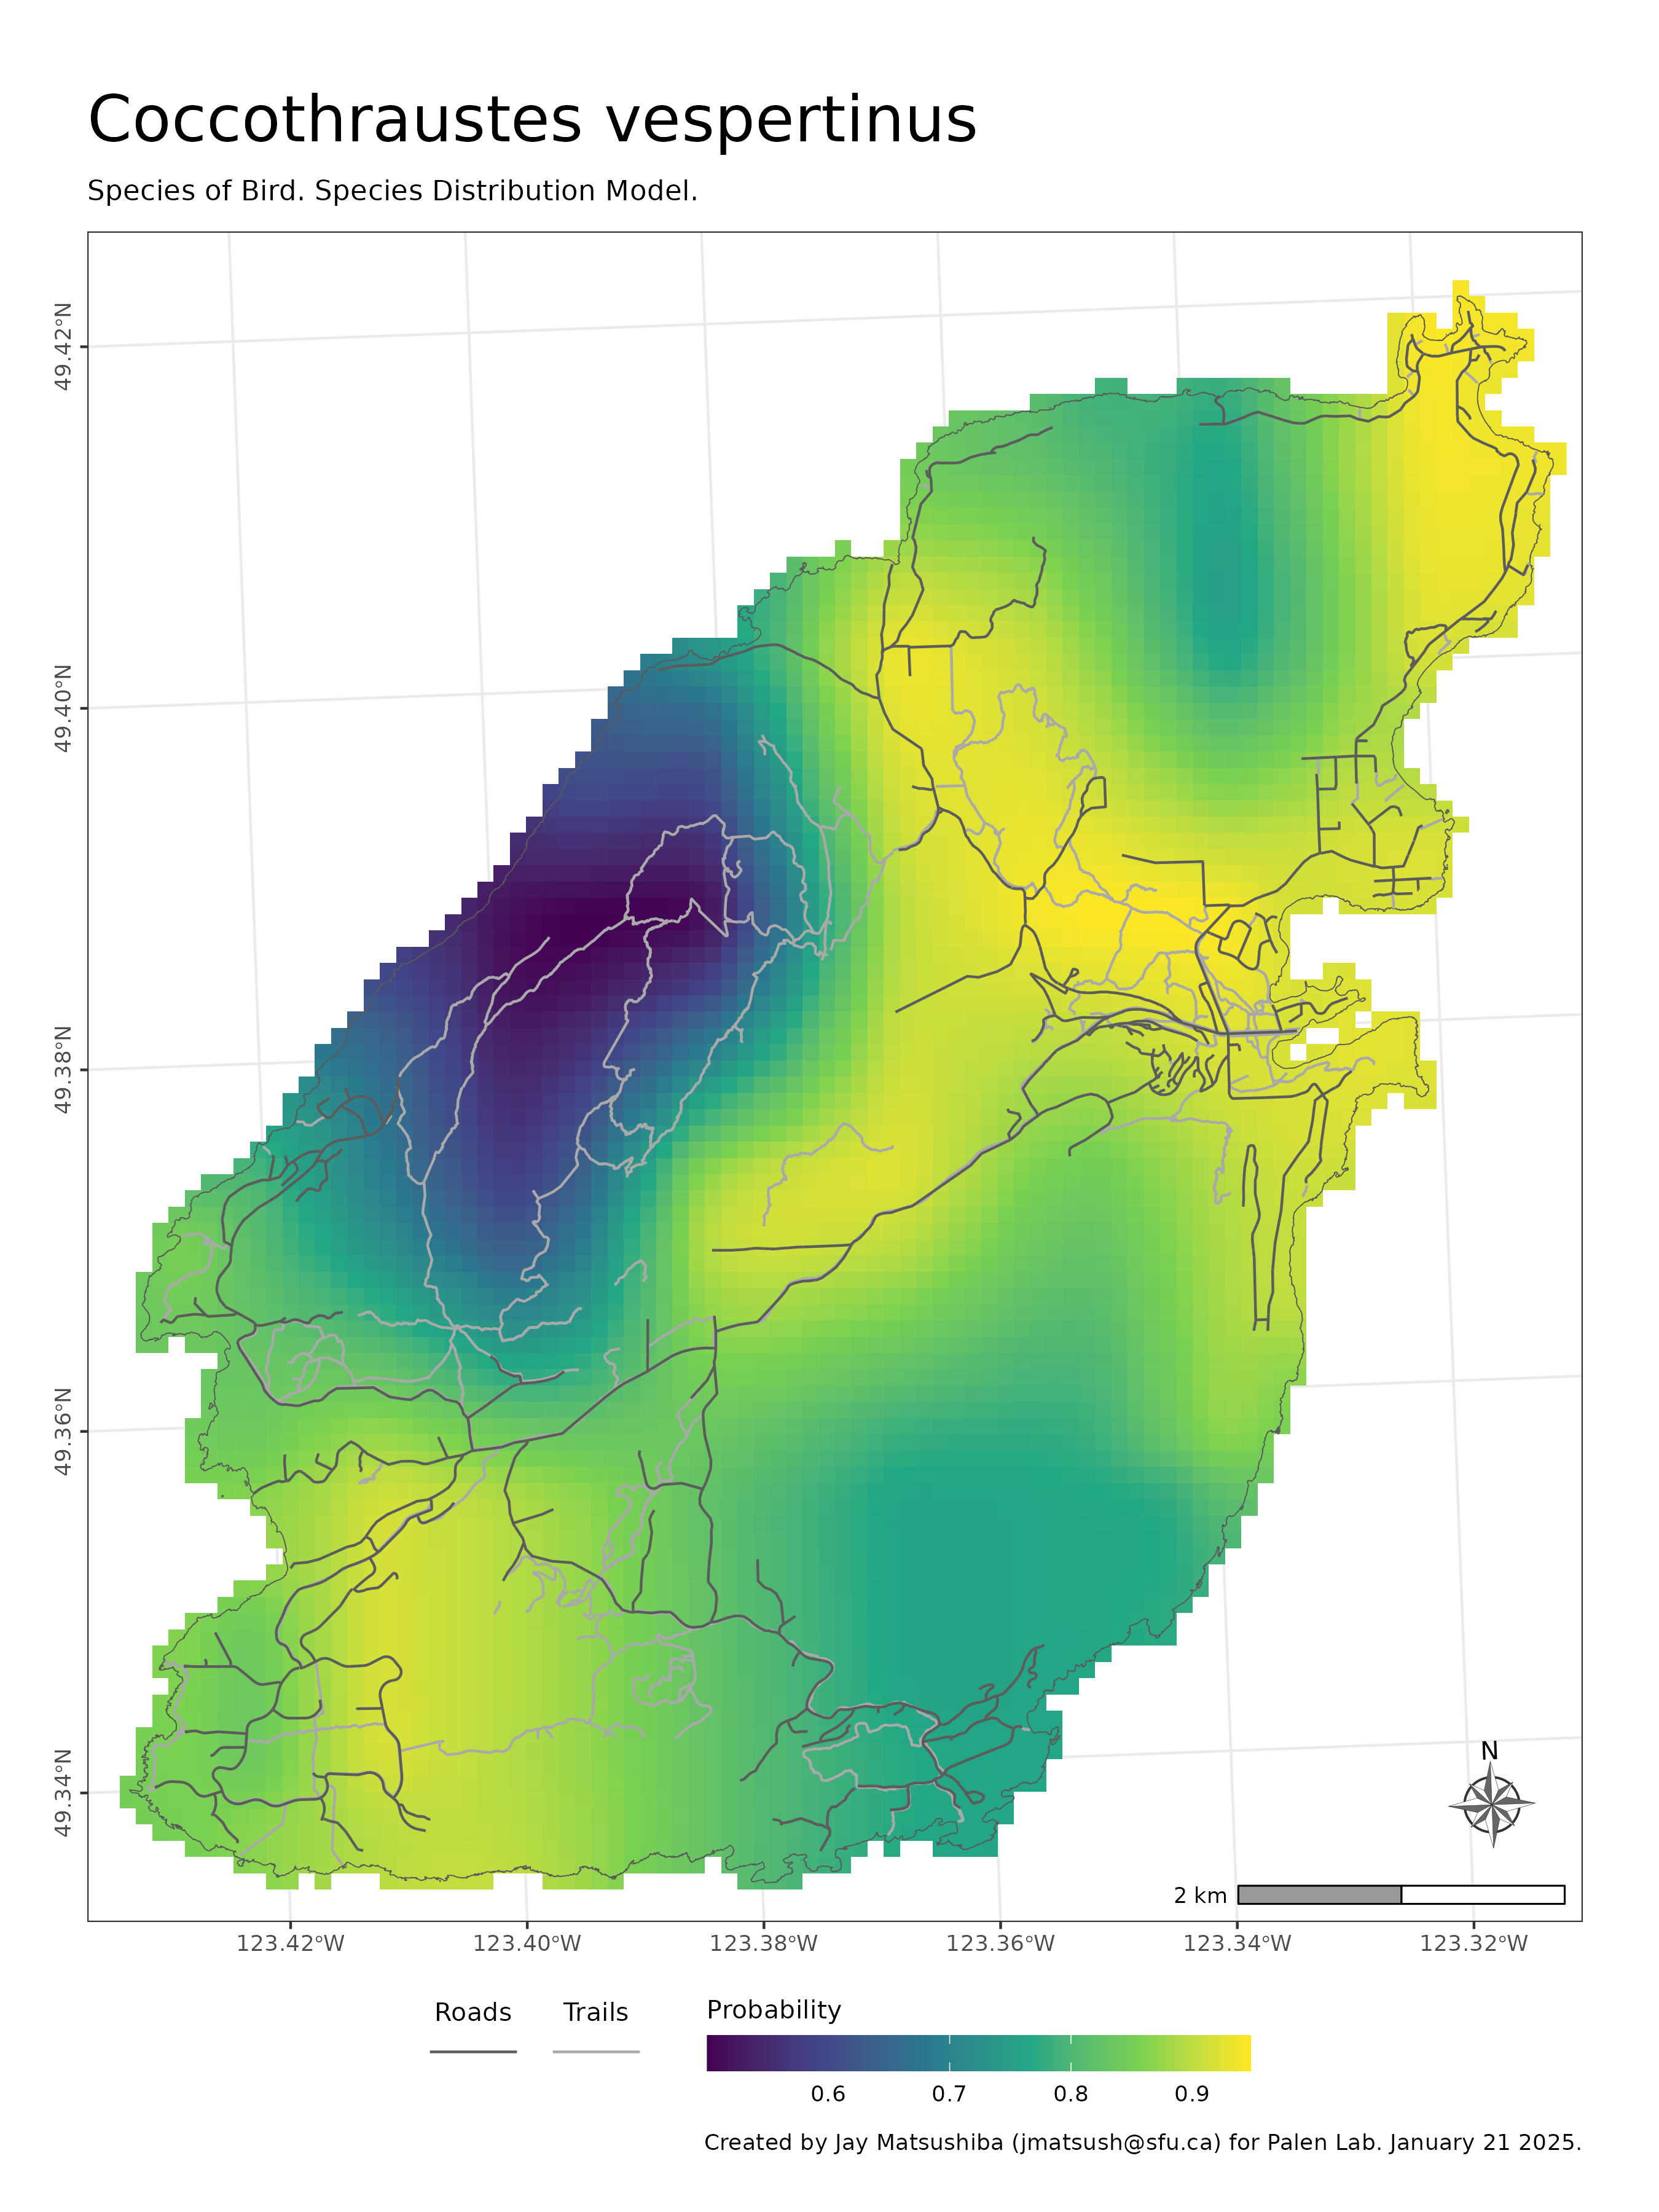 Coccothraustes vespertinus
Species of Bird. Species Distribution Model.
49.42°N
49.40°N
49.38°N
49.36°N
49.34°N
N
2 km
123.42°W 123.40°W 123.38°W 123.36°W 123.34°W 123.32°W
Roads Trails Probability
0.6 0.7 0.8 0.9
Created by Jay Matsushiba (jmatsush@sfu.ca) for Palen Lab. January 21 2025.